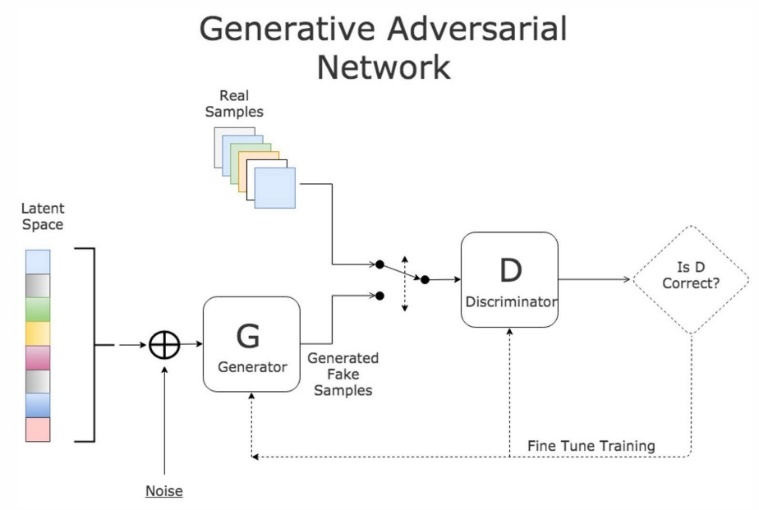 Generative Adversarial
Network
Real
Samples
Latent
Space
D
Discriminator
Is D
Correct?
G
Generator
Generated
Fake
Samples
Fine Tune Training
Noise